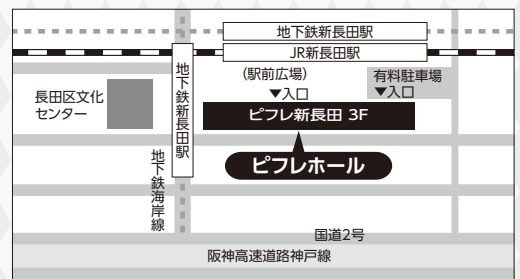 地下鉄新長田駅
JR新長田駅
(駅前広場)
▼入口
有料駐車場
▼入口
長田区文化
センター
地下鉄新長田駅
ピフレ新長田 3F
ピフレホール
地下鉄海岸線
国道2号
阪神高速道路神戸線